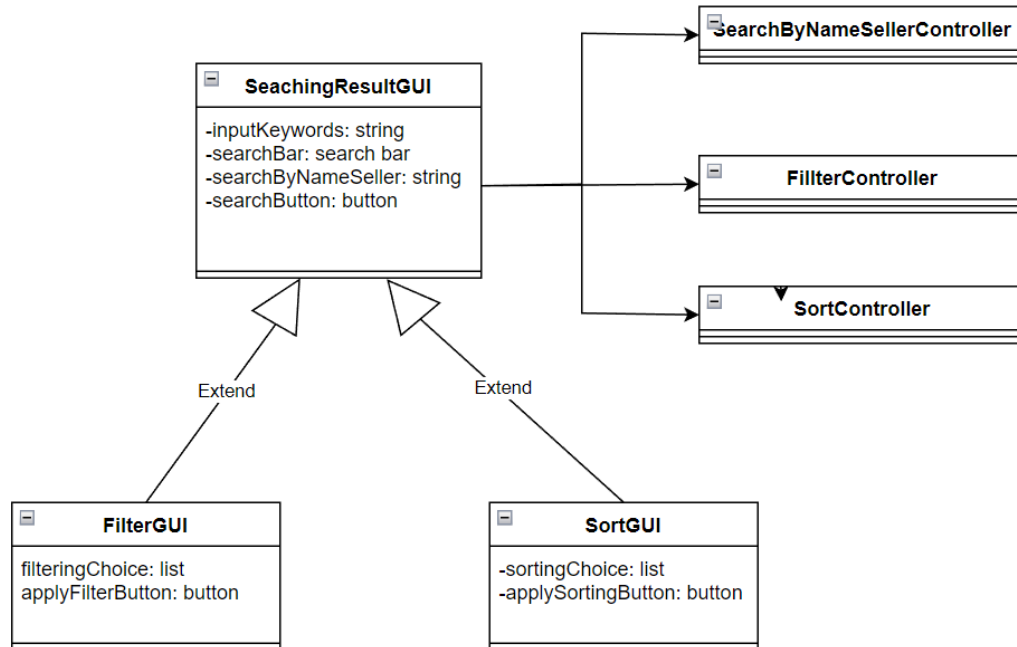 SearchByNameSellerController
SeachingResultGUI
-inputKeywords: string
-searchBar: search bar
-searchByNameSeller: string
-searchButton: button
FillterController
SortController
Extend
Extend
FilterGUI
filteringChoice: list
applyFilterButton: button
SortGUI
-sortingChoice: list
-applySortingButton: button